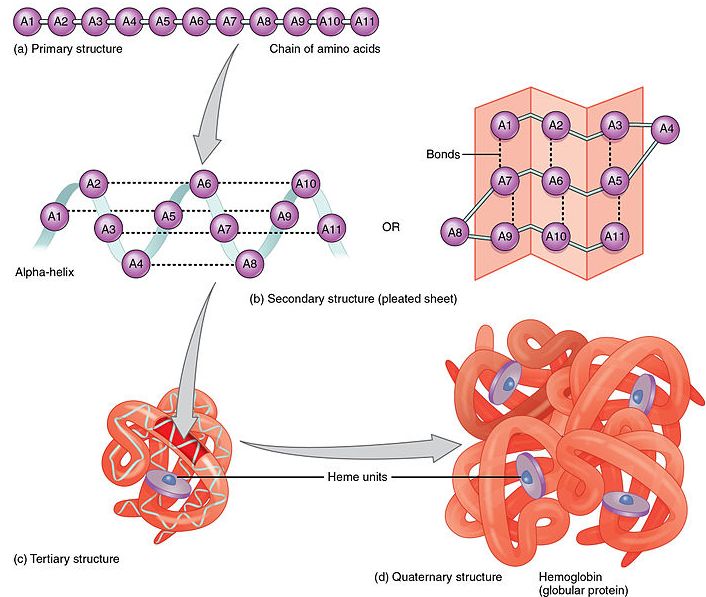 A1 A2 A3 A4 A5 A6 A7 A8 A9 A10 A11
(a) Primary structure
Chain of amino acids
A2 A6 A10
A1 A5 A9
A3 A7 A11
A4 A8
Alpha-helix
OR
A1 A2 A3 A4
Bonds
A7 A6 A5
A8 A9 A10 A11
(b) Secondary structure (pleated sheet)
Heme units
(c) Tertiary structure
(d) Quaternary structure
Hemoglobin
(globular protein)